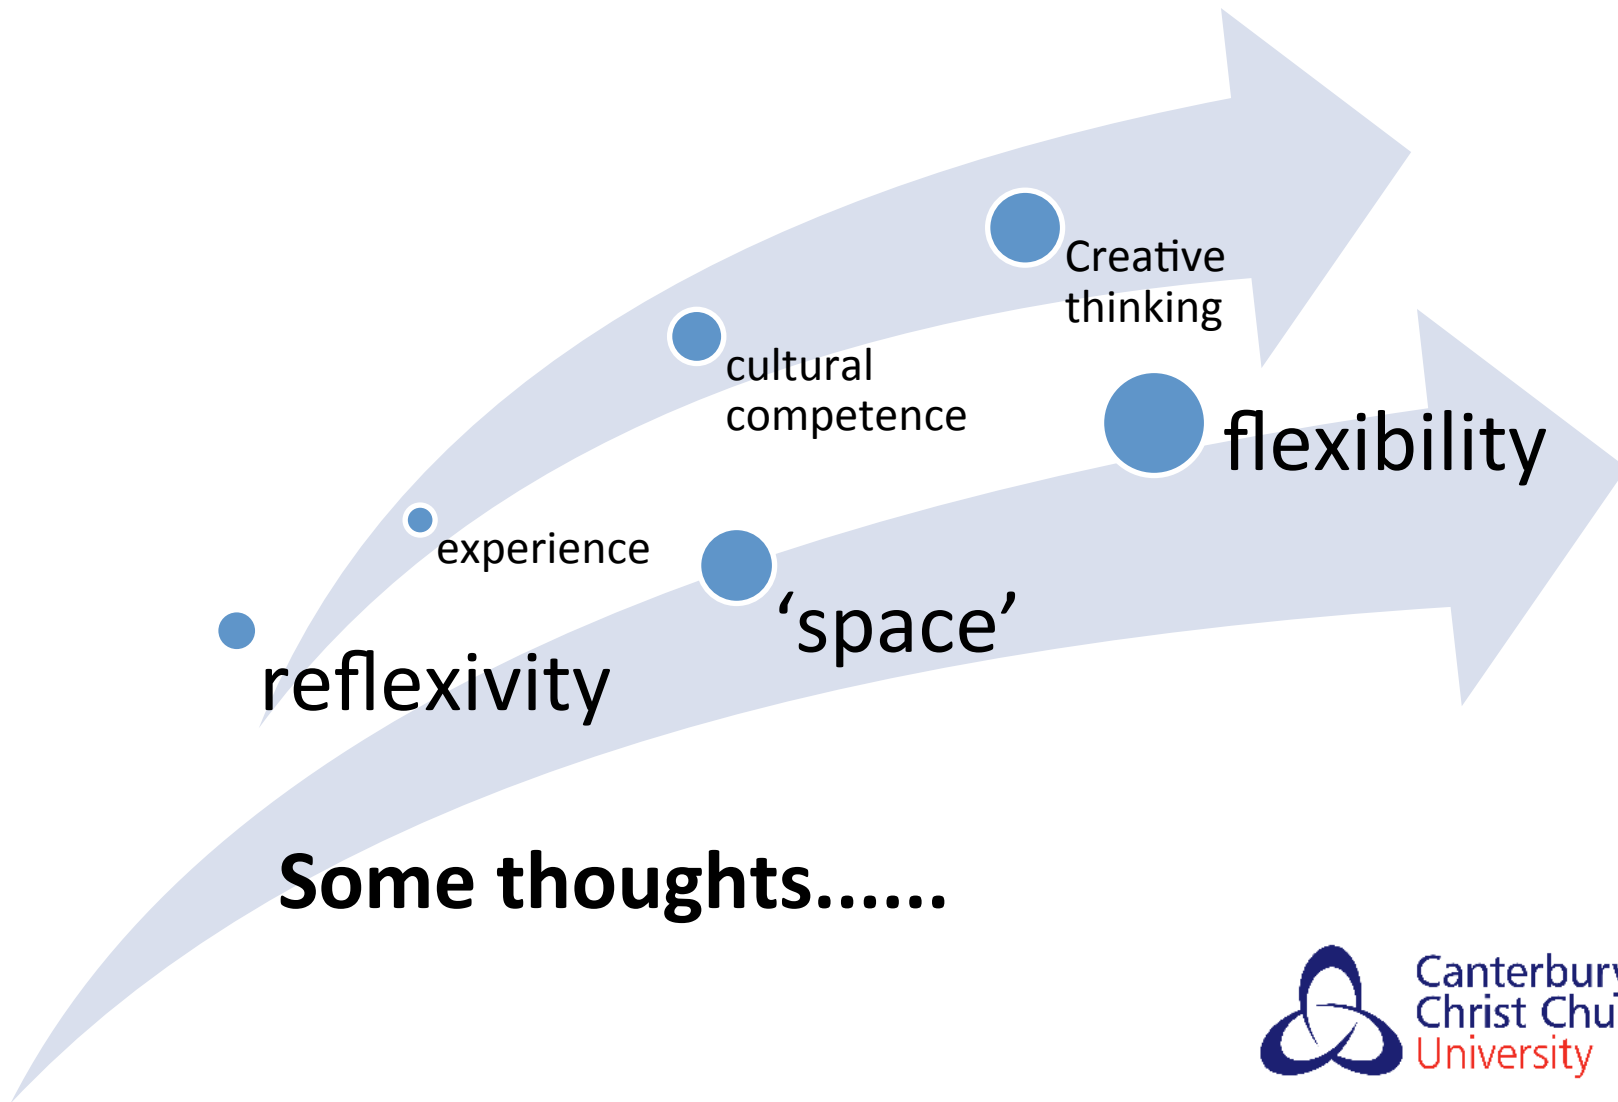 Creative
thinking
cultural
competence
flexibility
experience
‘space’
reflexivity
Some thoughts......
Canterbury
Christ Chu
University